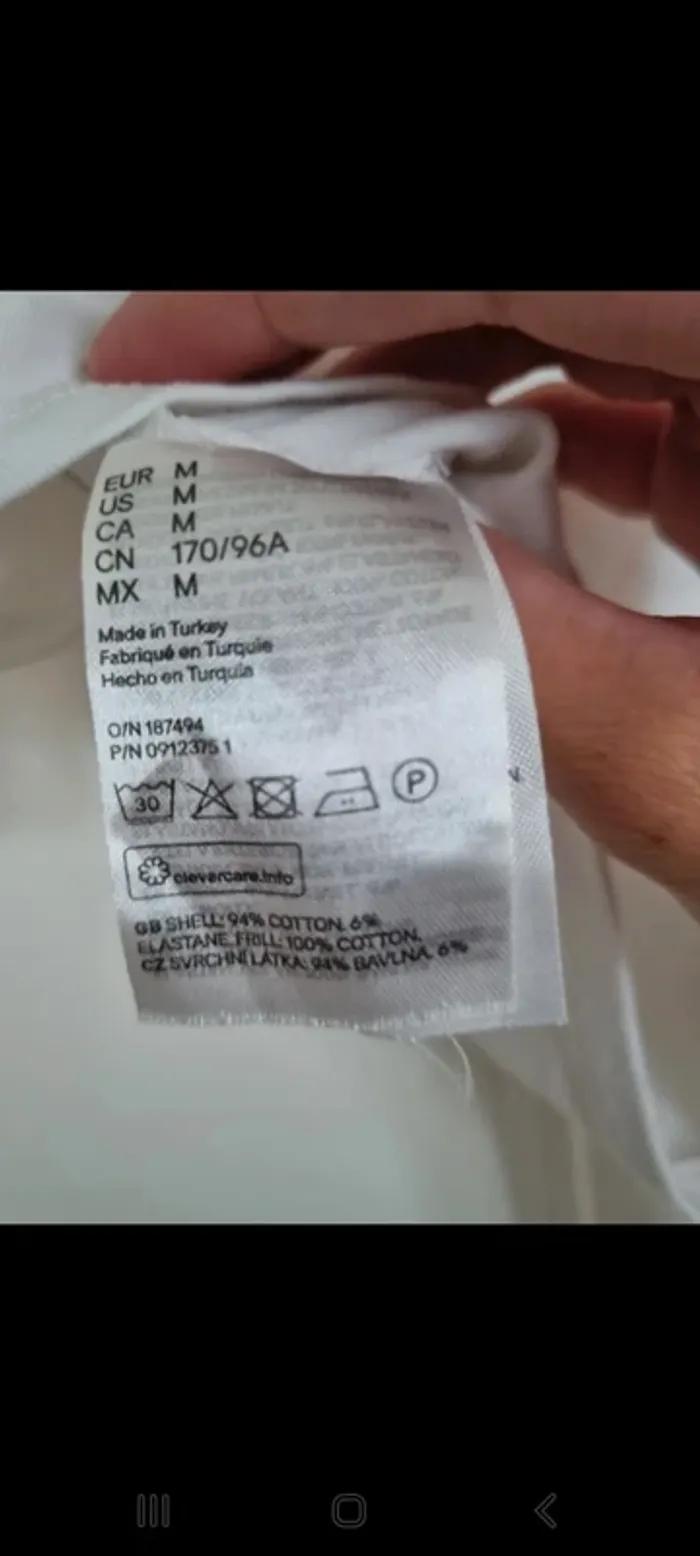 EUR M
US M
CA M
CN 170/96A
MX M
Made in Turkey
Fabriqué en Turquie
Hecho en Turquía
O/N 187494
P/N 0912375 1
30 P
clevercare.info
GB SHELL: 94% COTTON. 6%
ELASTANE. FRILL: 100% COTTON.
CZ SVRCHNÍ LÁTKA: 94% BAVLNA. 6%